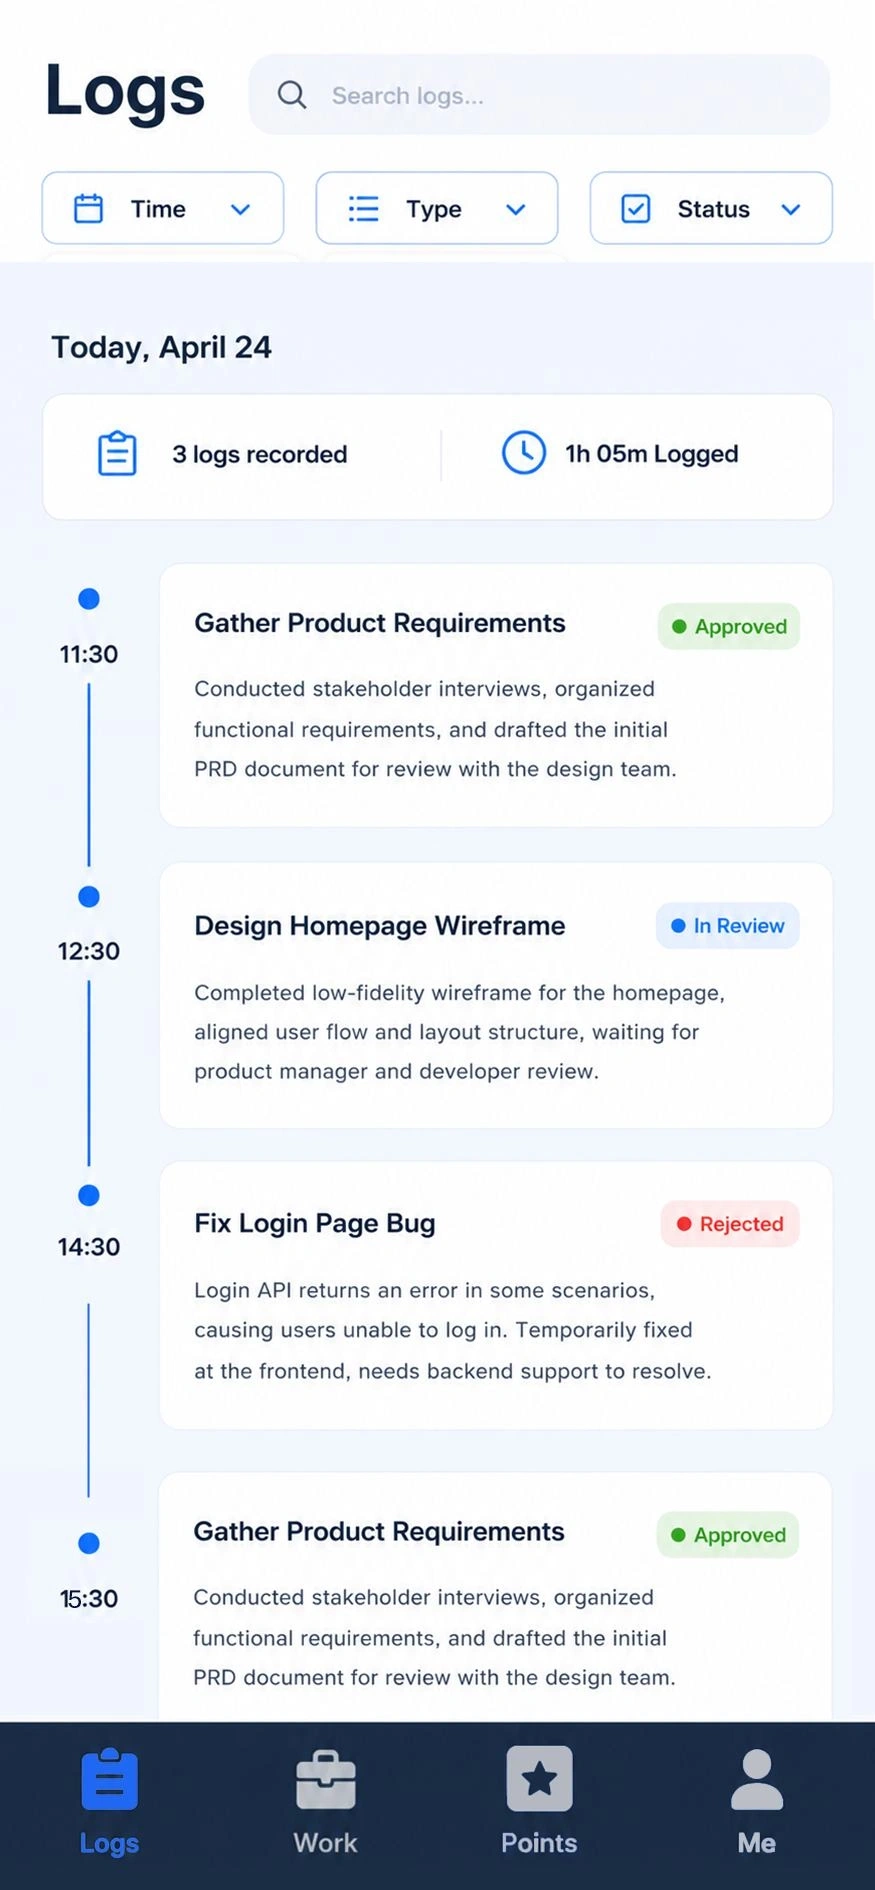 Logs
Search logs...
Time
Type
Status
Today, April 24
3 logs recorded
1h 05m Logged
11:30
Gather Product Requirements
Approved
Conducted stakeholder interviews, organized
functional requirements, and drafted the initial
PRD document for review with the design team.
12:30
Design Homepage Wireframe
In Review
Completed low-fidelity wireframe for the homepage,
aligned user flow and layout structure, waiting for
product manager and developer review.
14:30
Fix Login Page Bug
Rejected
Login API returns an error in some scenarios,
causing users unable to log in. Temporarily fixed
at the frontend, needs backend support to resolve.
15:30
Gather Product Requirements
Approved
Conducted stakeholder interviews, organized
functional requirements, and drafted the initial
PRD document for review with the design team.
Logs
Work
Points
Me